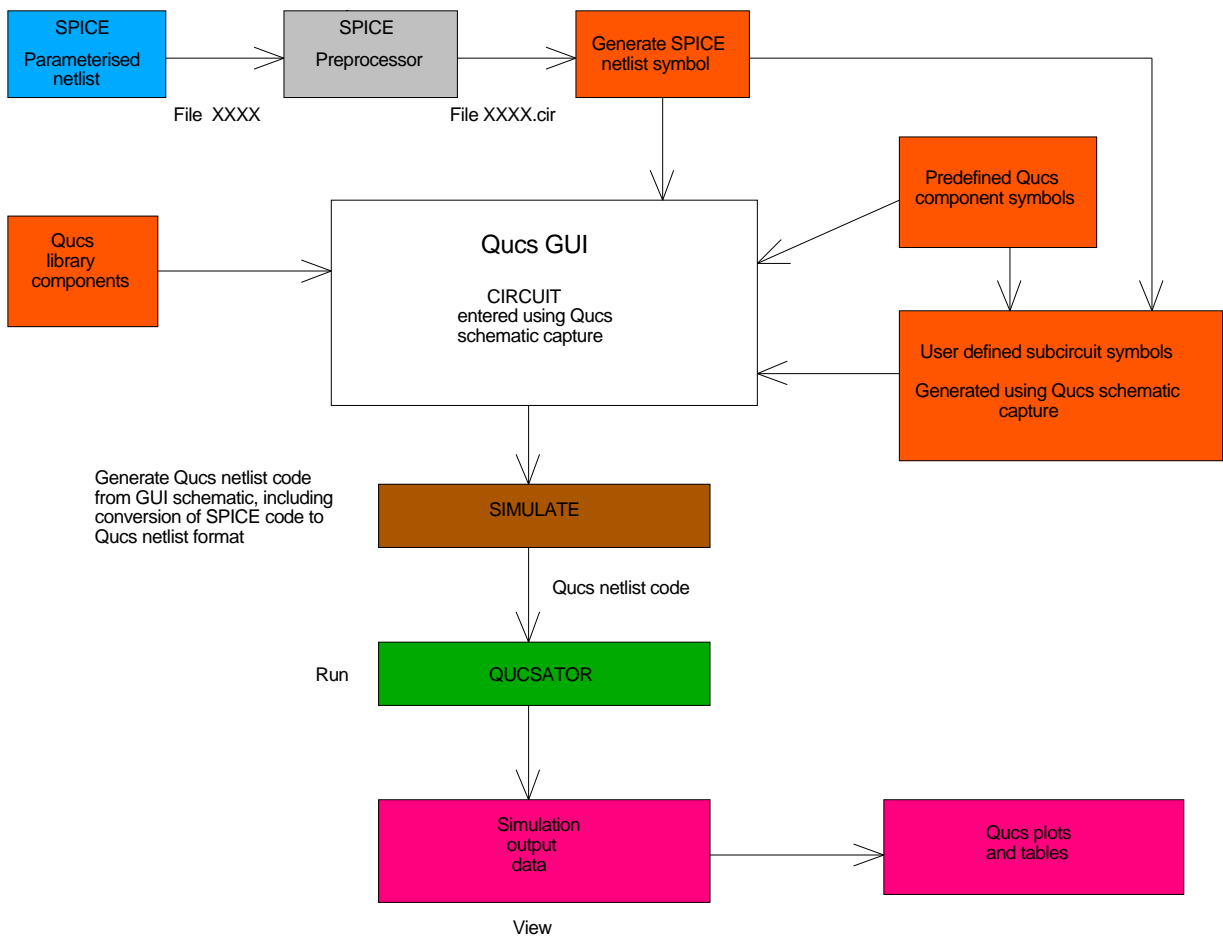 SPICE
Parameterised
netlist
SPICE
Preprocessor
Generate SPICE
netlist symbol
File XXXX
File XXXX.cir
Predefined Qucs
component symbols
Qucs
library
components
Qucs GUI
CIRCUIT
entered using Qucs
schematic capture
User defined subcircuit symbols
Generated using Qucs schematic
capture
Generate Qucs netlist code
from GUI schematic, including
conversion of SPICE code to
Qucs netlist format
SIMULATE
Qucs netlist code
Run
QUCSATOR
Simulation
output
data
Qucs plots
and tables
View